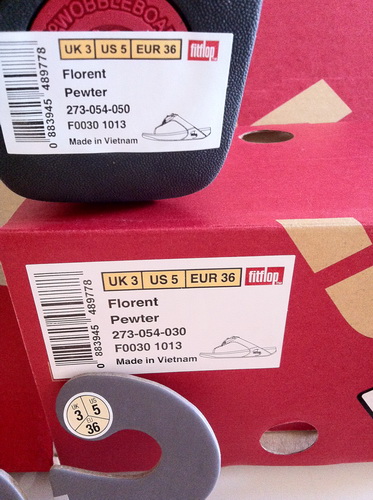 WOBBLEBOA
UK 3 US 5 EUR 36 fitflop
Florent
Pewter
273-054-050
F0030 1013
Made in Vietnam
0 883945 489778
UK 3 US 5 EUR 36 fitflop
Florent
Pewter
273-054-030
F0030 1013
Made in Vietnam
0 883945 489778
UK 3
US 5
36